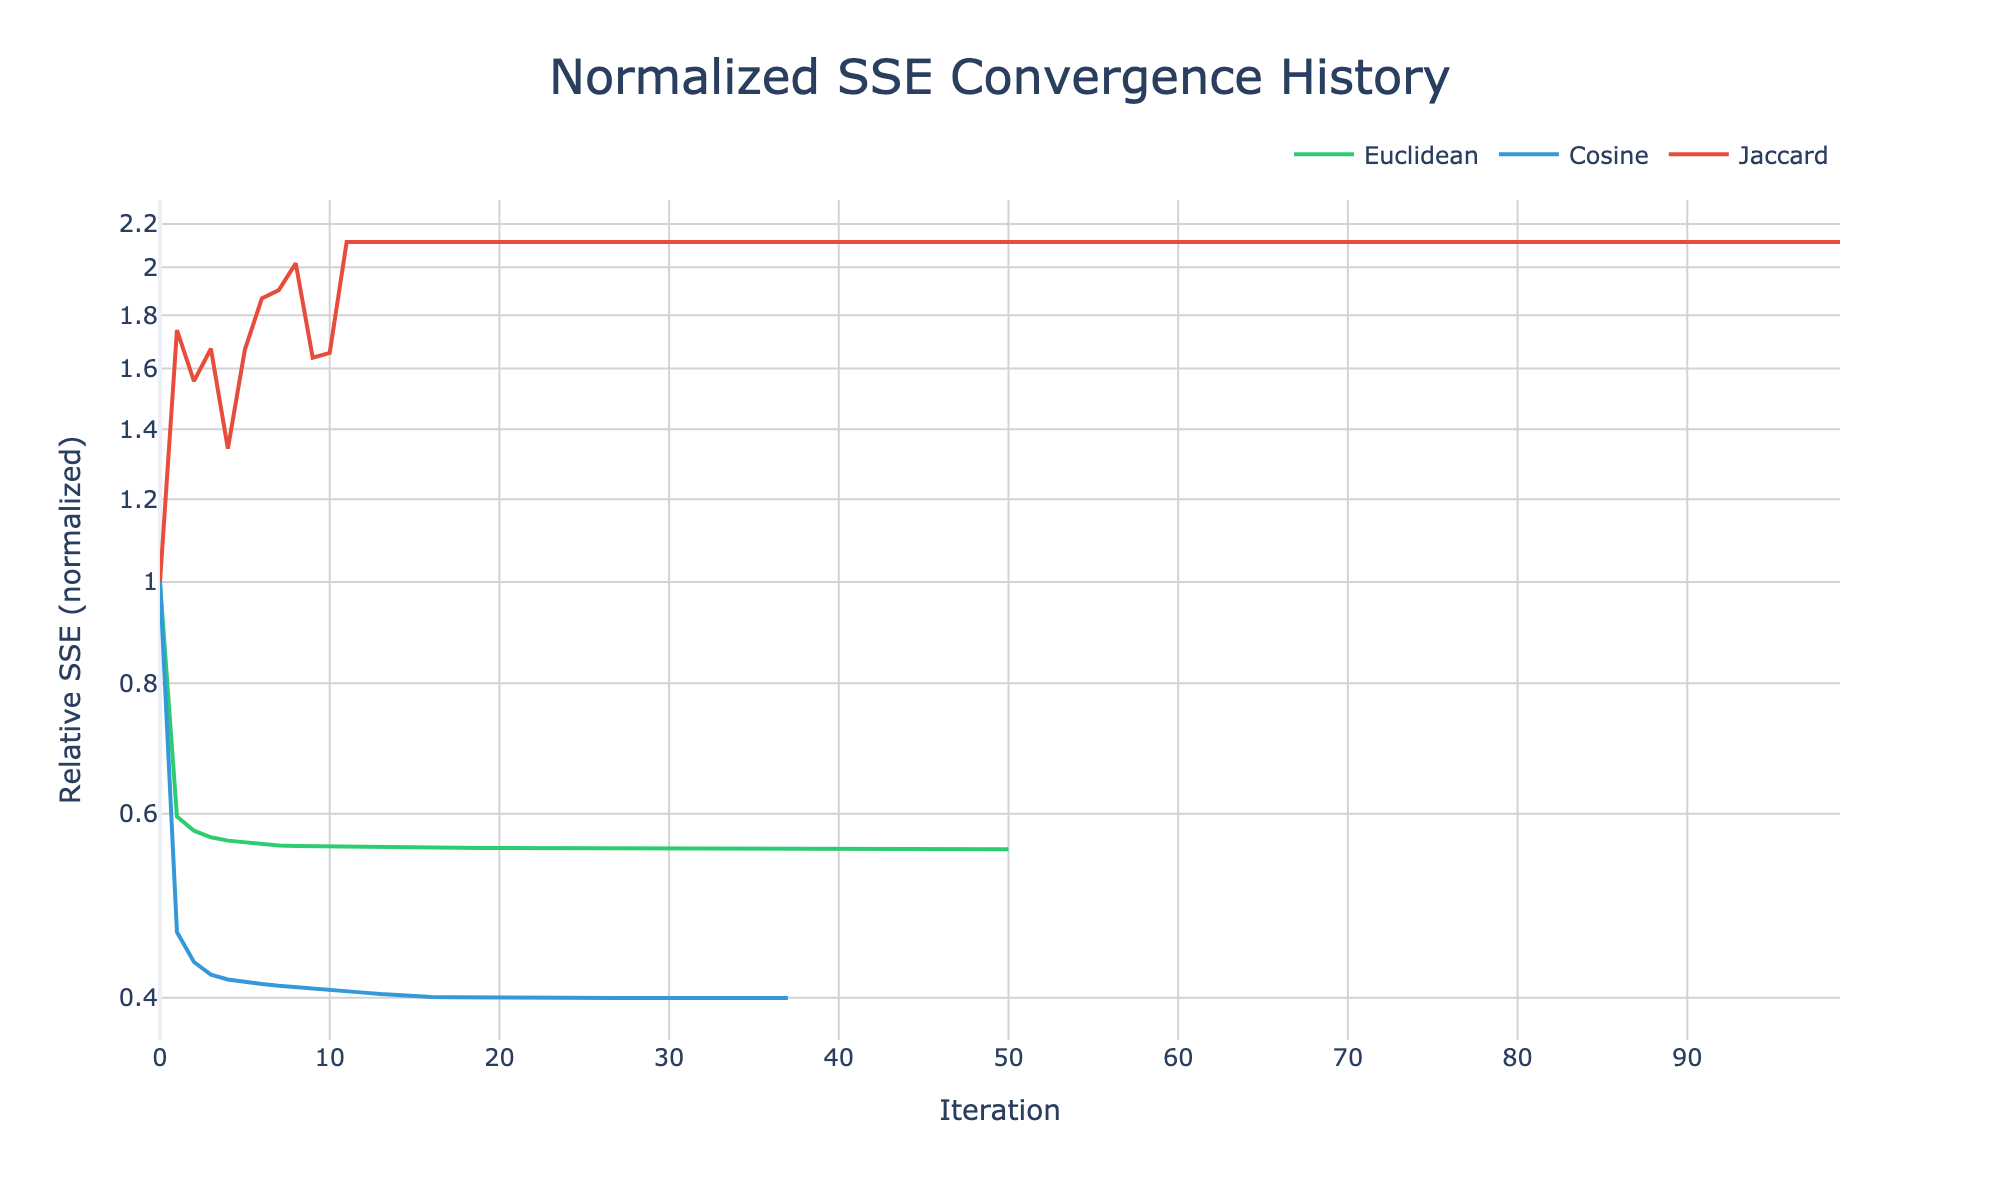 Normalized SSE Convergence History
Euclidean Cosine Jaccard
2.2
2
1.8
1.6
1.4
1.2
1
0.8
0.6
0.4
Relative SSE (normalized)
0 10 20 30 40 50 60 70 80 90
Iteration